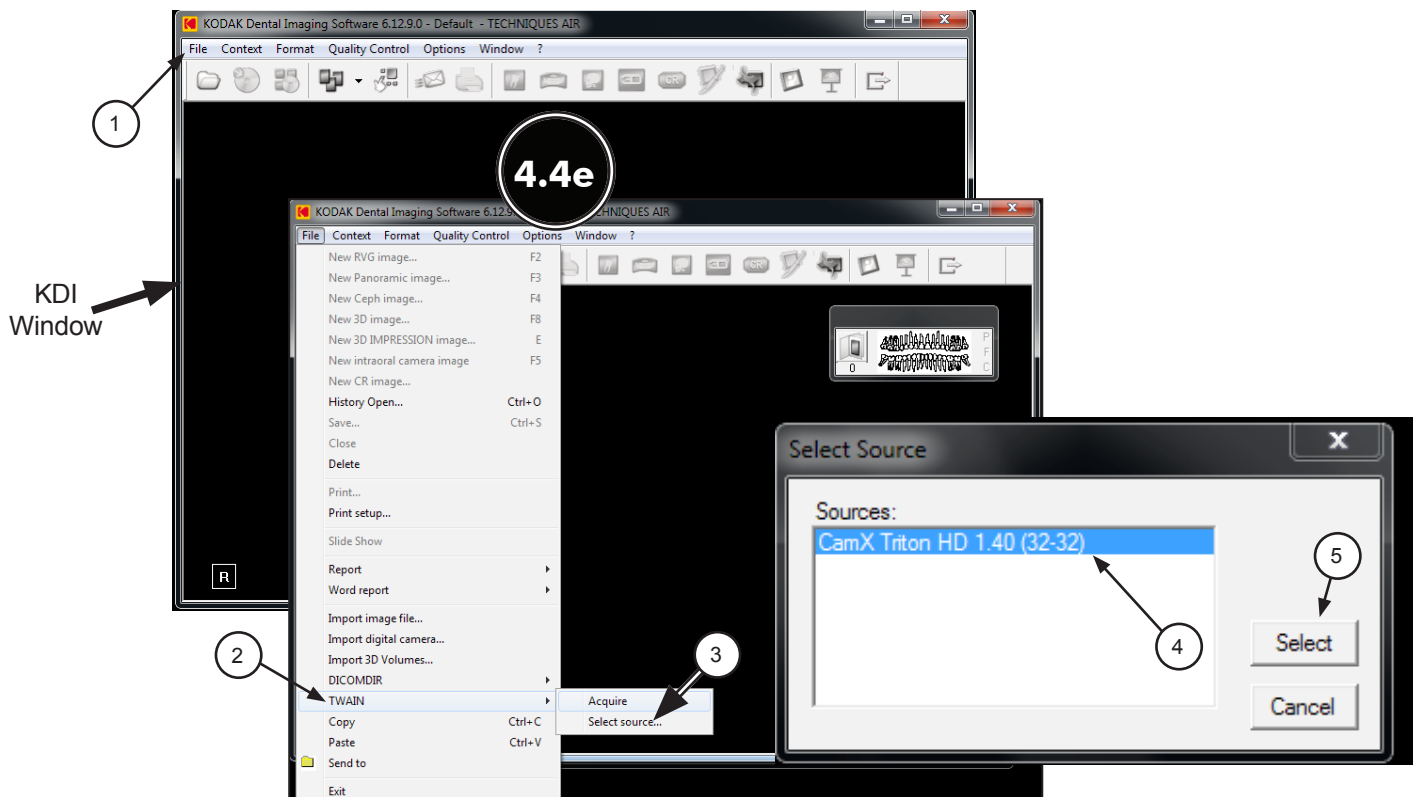 KODAK Dental Imaging Software 6.12.9.0 - Default - TECHNIQUES AIR
File Context Format Quality Control Options Window ?
CR
1
4.4e
KDI
Window
R
KODAK Dental Imaging Software 6.12.9 TECHNIQUES AIR
File Context Format Quality Control Options Window ?
CR
New RVG image... F2
New Panoramic image... F3
New Ceph image... F4
New 3D image... F8
New 3D IMPRESSION image... E
New intraoral camera image F5
New CR image...
History Open... Ctrl+O
Save... Ctrl+S
Close
Delete
Print...
Print setup...
Slide Show
Report
Word report
Import image file...
Import digital camera...
Import 3D Volumes...
DICOMDIR
TWAIN
Copy Ctrl+C
Paste Ctrl+V
Send to
Exit
2
Acquire
Select source...
3
0
P
F
C
Select Source
Sources:
CamX Triton HD 1.40 (32-32)
4
5
Select
Cancel